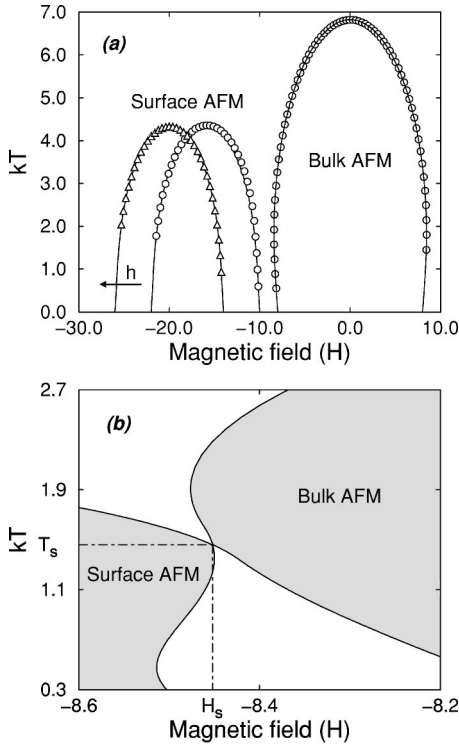 (a)
7.0
6.0
5.0
4.0
3.0
2.0
1.0
0.0
kT
Surface AFM
Bulk AFM
h
−30.0 −20.0 −10.0 0.0 10.0
Magnetic field (H)
(b)
2.7
1.9
1.1
0.3
kT
Ts
Bulk AFM
Surface AFM
−8.6 Hs −8.4 −8.2
Magnetic field (H)